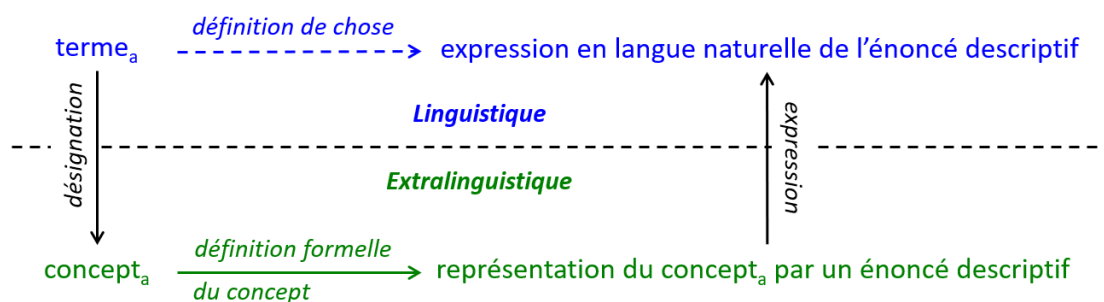 définition de chose
termeₐ
expression en langue naturelle de l’énoncé descriptif
désignation
Linguistique
expression
Extralinguistique
définition formelle
conceptₐ
représentation du conceptₐ par un énoncé descriptif
du concept